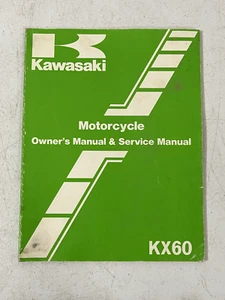 Kawasaki
Motorcycle
Owner's Manual & Service Manual
KX60